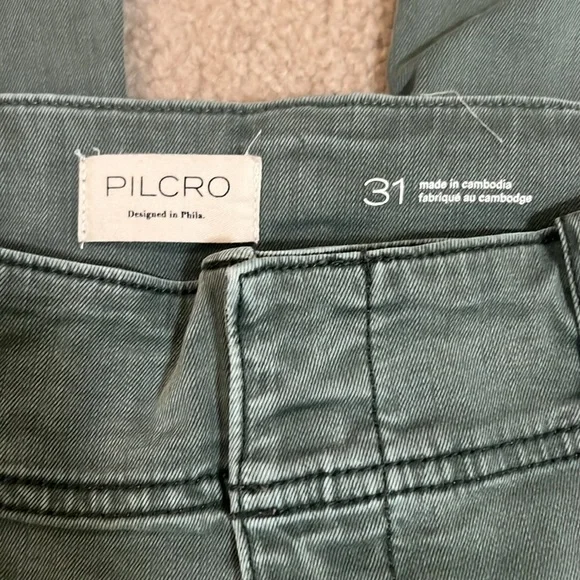 PILCRO
Designed in Phila.
31
made in cambodia
fabriqué au cambodge